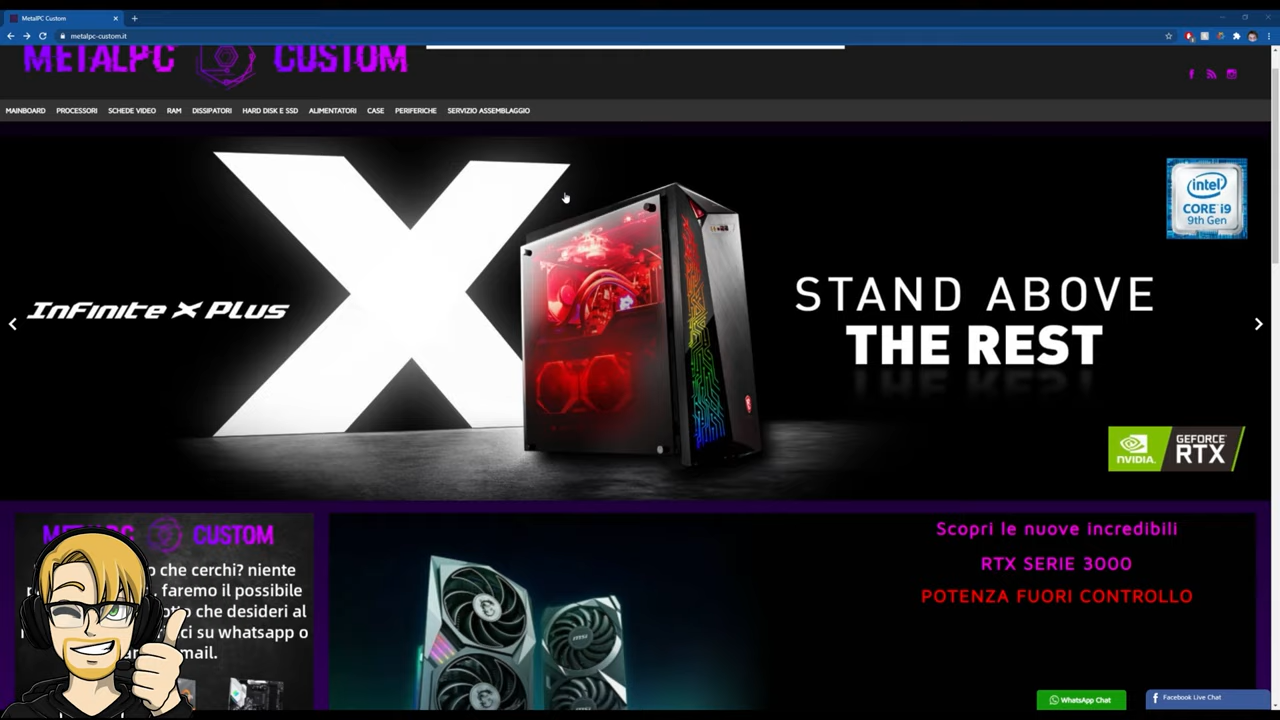 MetalPC Custom
metalpc-custom.it
METALPC CUSTOM
MAINBOARD PROCESSORI SCHEDE VIDEO RAM DISSIPATORI HARD DISK E SSD ALIMENTATORI CASE PERIFERICHE SERVIZIO ASSEMBLAGGIO
intel
CORE i9
9th Gen
STAND ABOVE
Infinite X Plus
THE REST
NVIDIA.
GEFORCE
RTX
CUSTOM
che cerchi? niente
faremo il possibile
che desideri al
su whatsapp o
Scopri le nuove incredibili
RTX SERIE 3000
POTENZA FUORI CONTROLLO
WhatsApp Chat
Facebook Live Chat